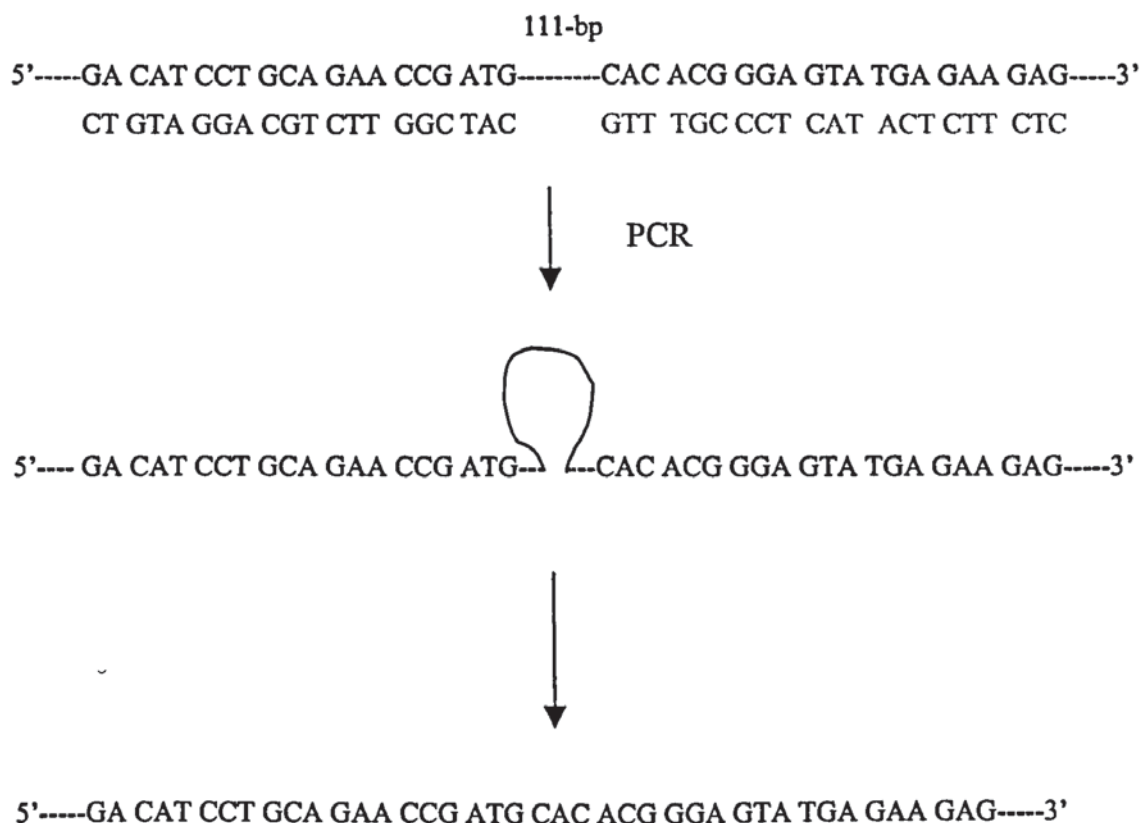 111-bp
5'-----GA CAT CCT GCA GAA CCG ATG---------CAC ACG GGA GTA TGA GAA GAG-----3'
CT GTA GGA CGT CTT GGC TAC GTT TGC CCT CAT ACT CTT CTC
PCR
5'---- GA CAT CCT GCA GAA CCG ATG--- ---CAC ACG GGA GTA TGA GAA GAG-----3'
5'-----GA CAT CCT GCA GAA CCG ATG CAC ACG GGA GTA TGA GAA GAG-----3'